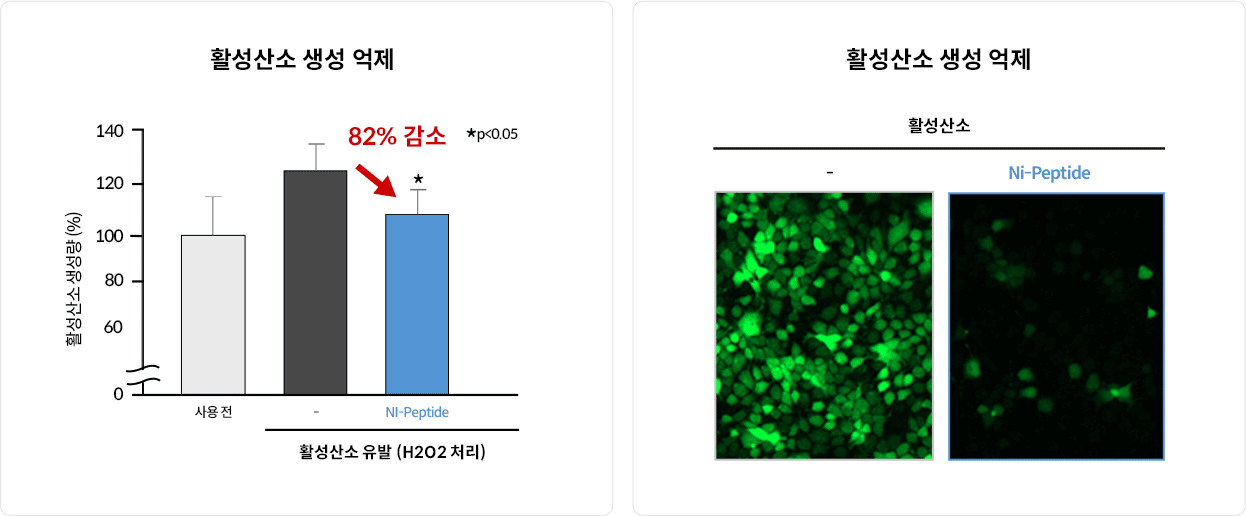 활성산소 생성 억제
82% 감소
*p<0.05
활성산소 생성량 (%)
140
120
100
80
60
0
*
사용 전
-
NI-Peptide
활성산소 유발 (H2O2 처리)
활성산소 생성 억제
활성산소
-
Ni-Peptide